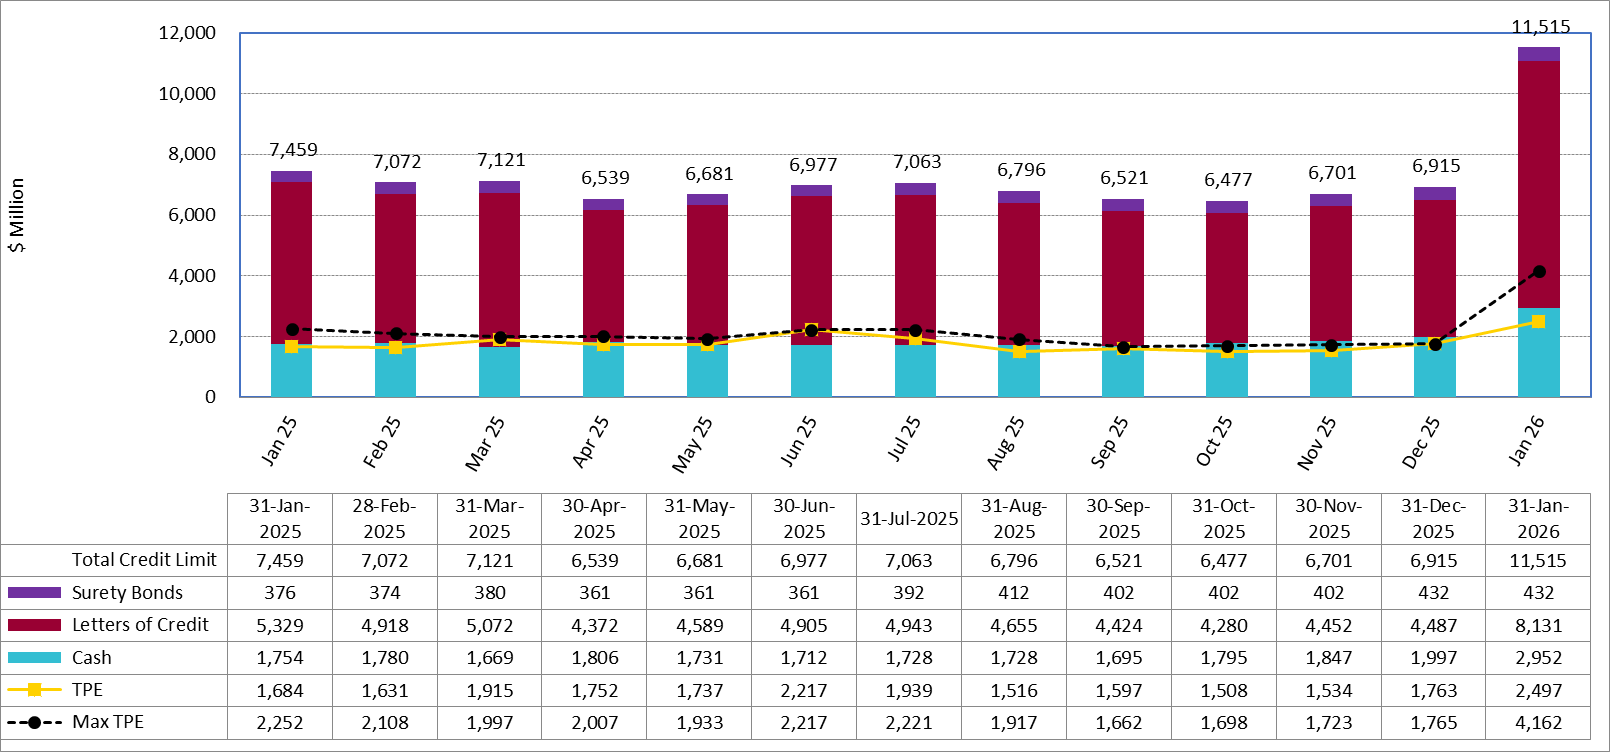 $ Million
12,000
10,000
8,000
6,000
4,000
2,000
0
7,459
7,072
7,121
6,539
6,681
6,977
7,063
6,796
6,521
6,477
6,701
6,915
11,515
Jan 25
Feb 25
Mar 25
Apr 25
May 25
Jun 25
Jul 25
Aug 25
Sep 25
Oct 25
Nov 25
Dec 25
Jan 26
31-Jan-2025 28-Feb-2025 31-Mar-2025 30-Apr-2025 31-May-2025 30-Jun-2025 31-Jul-2025 31-Aug-2025 30-Sep-2025 31-Oct-2025 30-Nov-2025 31-Dec-2025 31-Jan-2026
Total Credit Limit 7,459 7,072 7,121 6,539 6,681 6,977 7,063 6,796 6,521 6,477 6,701 6,915 11,515
Surety Bonds 376 374 380 361 361 361 392 412 402 402 402 432 432
Letters of Credit 5,329 4,918 5,072 4,372 4,589 4,905 4,943 4,655 4,424 4,280 4,452 4,487 8,131
Cash 1,754 1,780 1,669 1,806 1,731 1,712 1,728 1,728 1,695 1,795 1,847 1,997 2,952
TPE 1,684 1,631 1,915 1,752 1,737 2,217 1,939 1,516 1,597 1,508 1,534 1,763 2,497
Max TPE 2,252 2,108 1,997 2,007 1,933 2,217 2,221 1,917 1,662 1,698 1,723 1,765 4,162